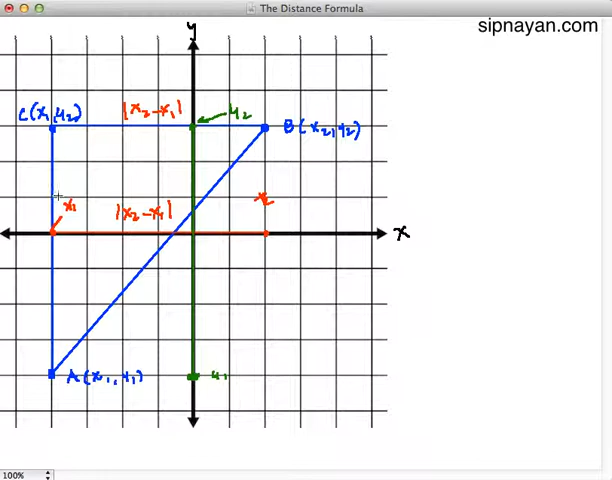 The Distance Formula
sipnayan.com
y
C(x₁,y₂)
|x₂-x₁|
y₂
B(x₂,y₂)
x₁
|x₂-x₁|
x₂
x
A(x₁,y₁)
y₁
100%